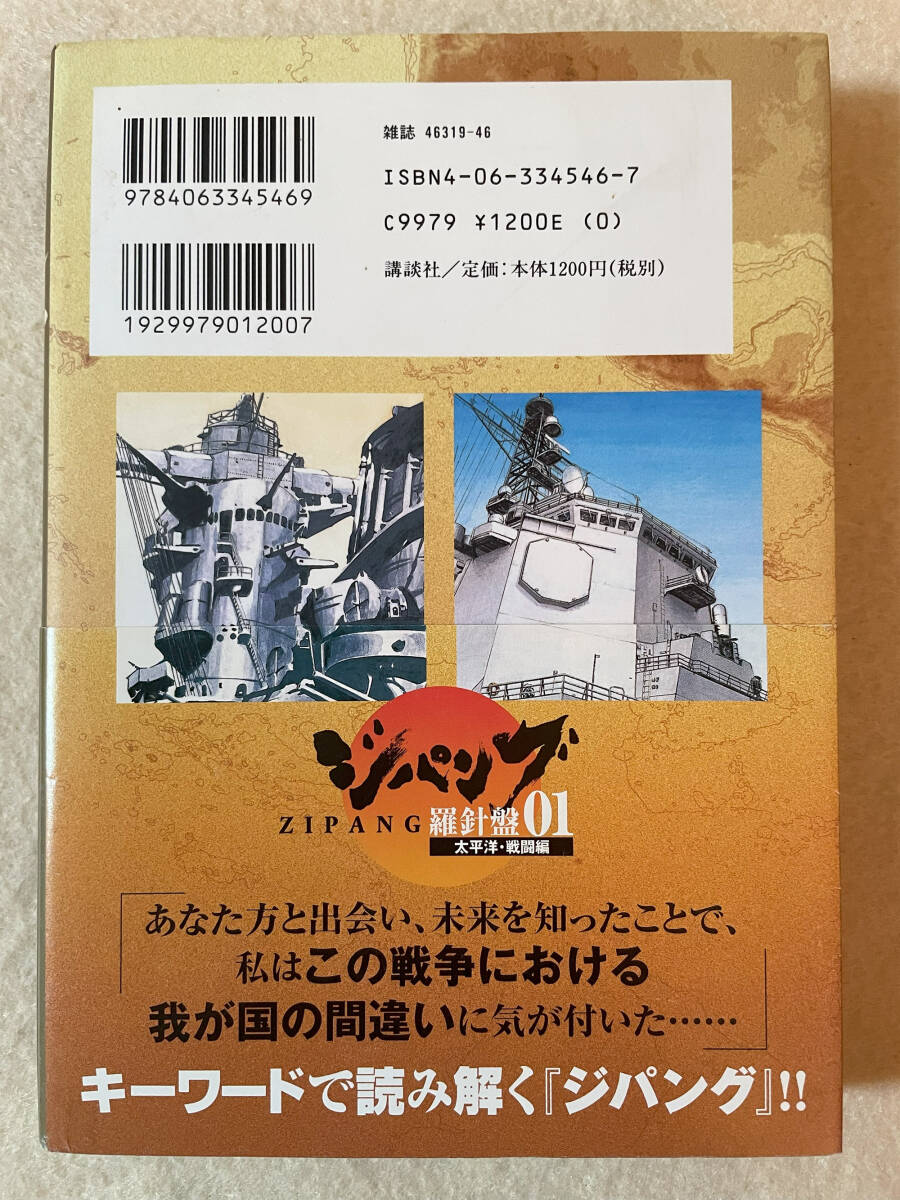 雑誌 46319-46
ISBN4-06-334546-7
C9979 ¥1200E (0)
講談社／定価：本体1200円(税別)
9784063345469
1929979012007
ジパング
ZIPANG 羅針盤 01
太平洋・戦闘編
「あなた方と出会い、未来を知ったことで、
私はこの戦争における
我が国の間違いに気が付いた……」
キーワードで読み解く『ジパング』!!